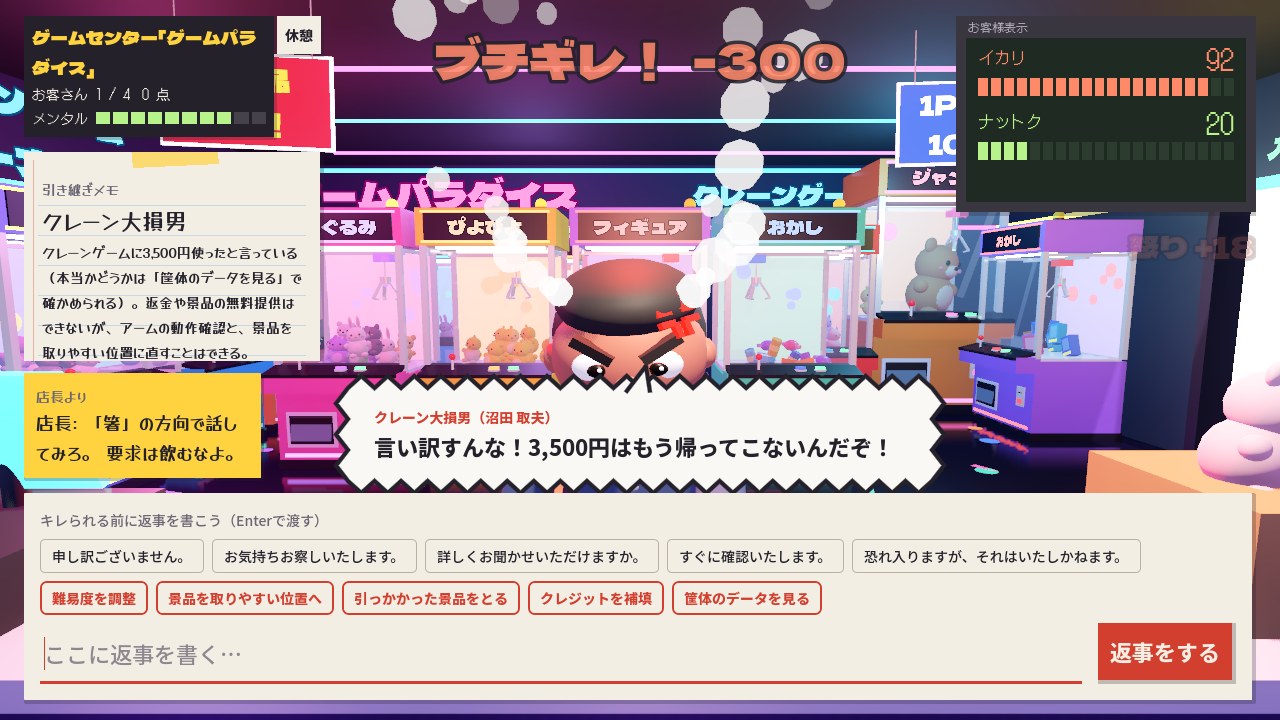 ゲームセンター「ゲームパラ
ダイス」
お客さん 1/4 0点
メンタル
休憩
ブチギレ! -300
お客様表示
イカリ 92
ナットク 20
怒り +18
引き継ぎメモ
クレーン大損男
クレーンゲームに3,500円使ったと言っている
(本当かどうかは「筐体のデータを見る」で
確かめられる)。返金や景品の無料提供は
できないが、アームの動作確認と、景品を
取りやすい位置に直すことはできる。
店長より
店長: 「箸」の方向で話し
てみろ。 要求は飲むなよ。
ームパラダイス
クレーンゲー
ぐるみ
フィギュア
おかし
おかし
ジャン
1P
クレーン大損男(沼田 取夫)
言い訳すんな!3,500円はもう帰ってこないんだぞ!
キレられる前に返事を書こう(Enterで渡す)
申し訳ございません。
お気持ちお察しいたします。
詳しくお聞かせいただけますか。
すぐに確認いたします。
恐れ入りますが、それはいたしかねます。
難易度を調整
景品を取りやすい位置へ
引っかかった景品をとる
クレジットを補填
筐体のデータを見る
ここに返事を書く…
返事をする